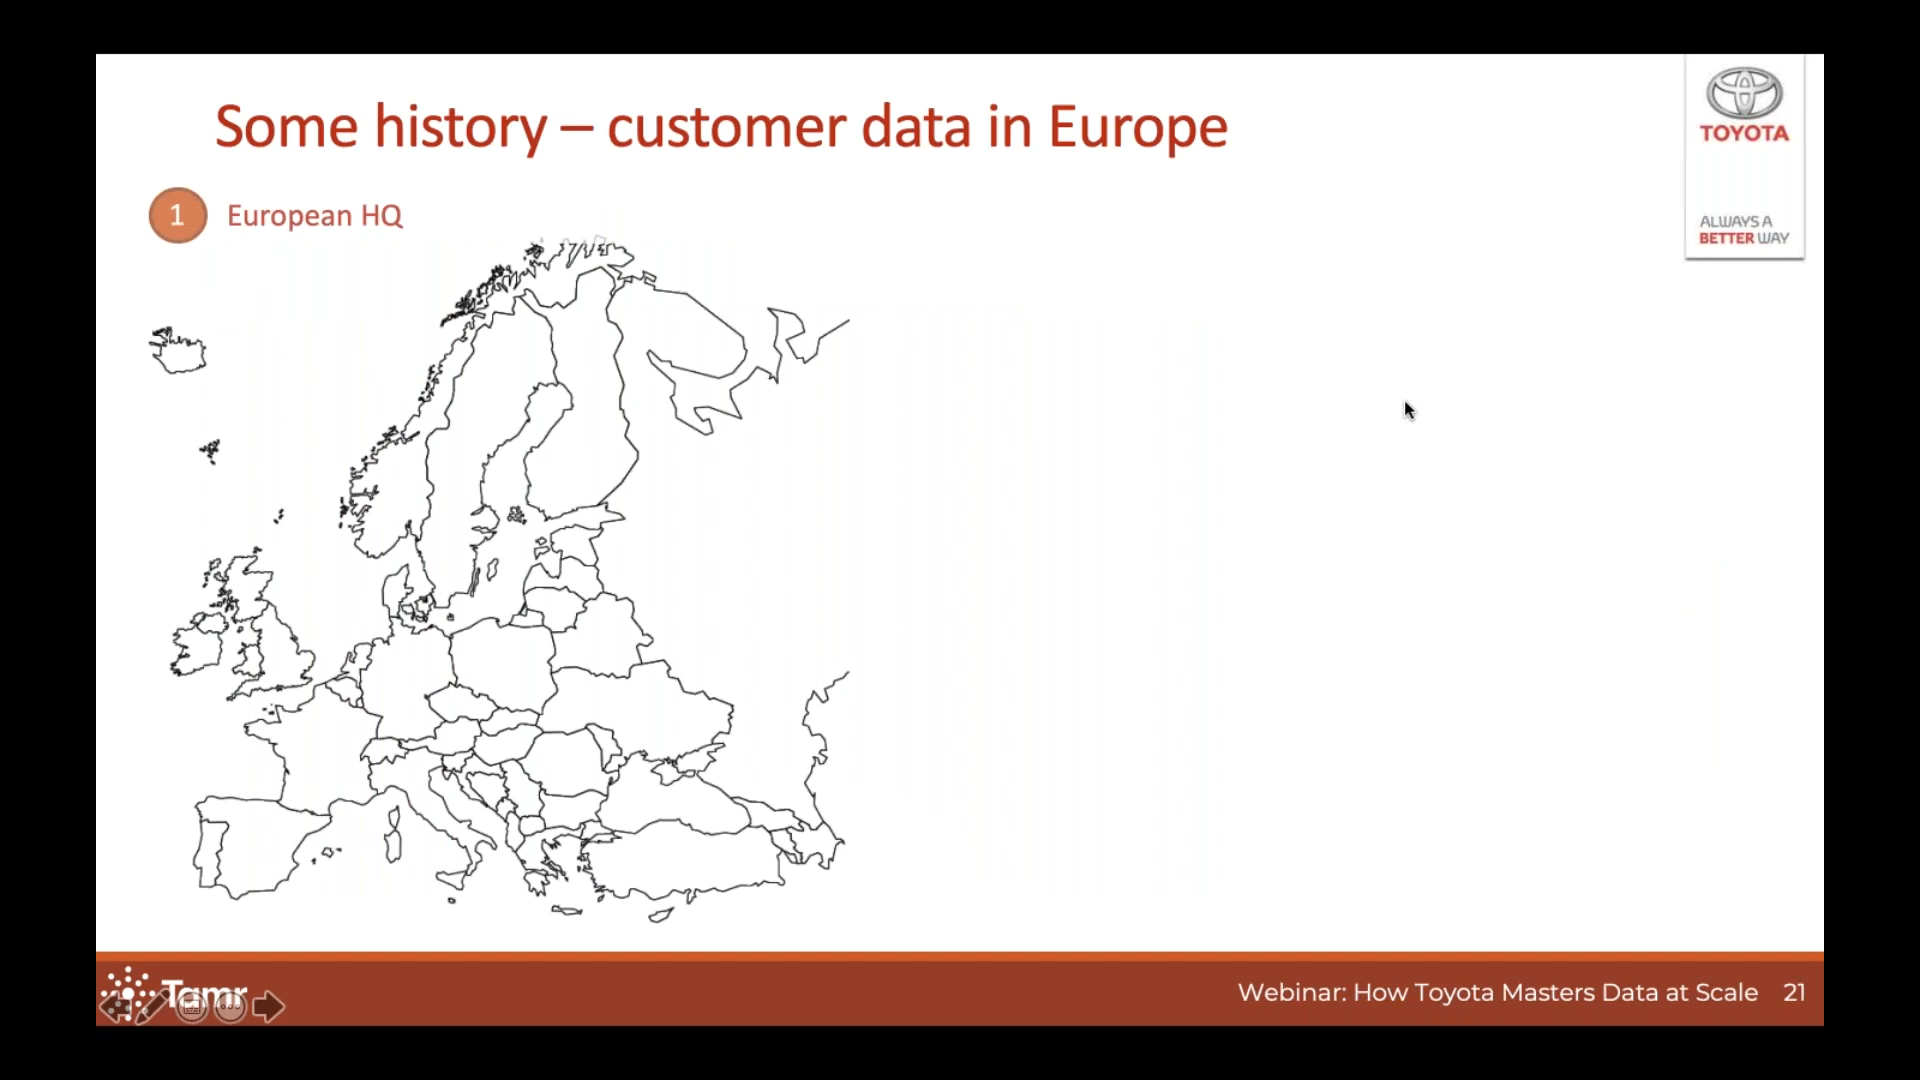 Some history – customer data in Europe
TOYOTA
ALWAYS A
BETTER WAY
1 European HQ
Tamr
Webinar: How Toyota Masters Data at Scale 21